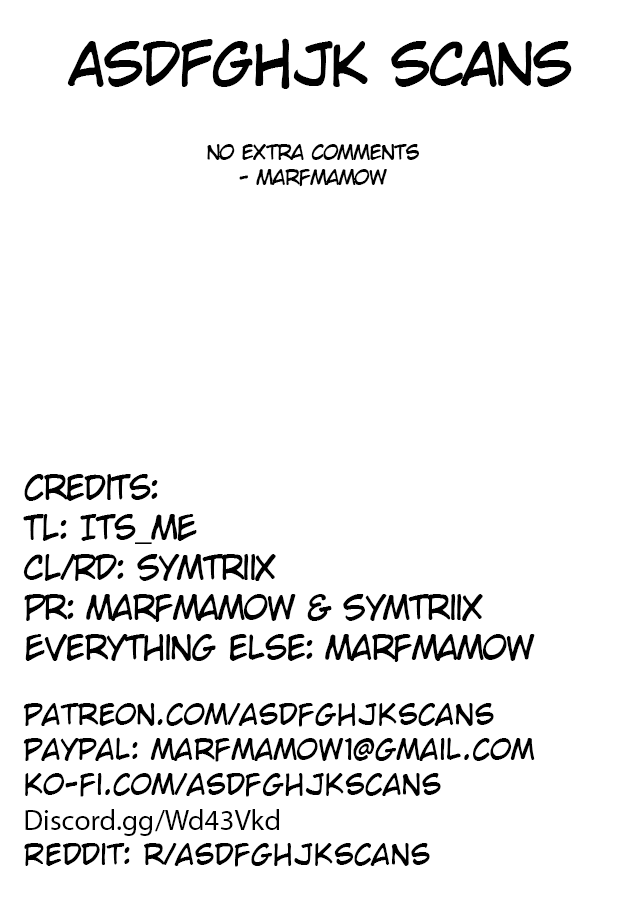 ASDFGHJK SCANS
NO EXTRA COMMENTS
- MARFMAMOW
CREDITS:
TL: ITS_ME
CL/RD: SYMTRIIX
PR: MARFMAMOW & SYMTRIIX
EVERYTHING ELSE: MARFMAMOW
PATREON.COM/ASDFGHJKSCANS
PAYPAL: MARFMAMOW1@GMAIL.COM
KO-FI.COM/ASDFGHJKSCANS
Discord.gg/Wd43Vkd
REDDIT: R/ASDFGHJKSCANS